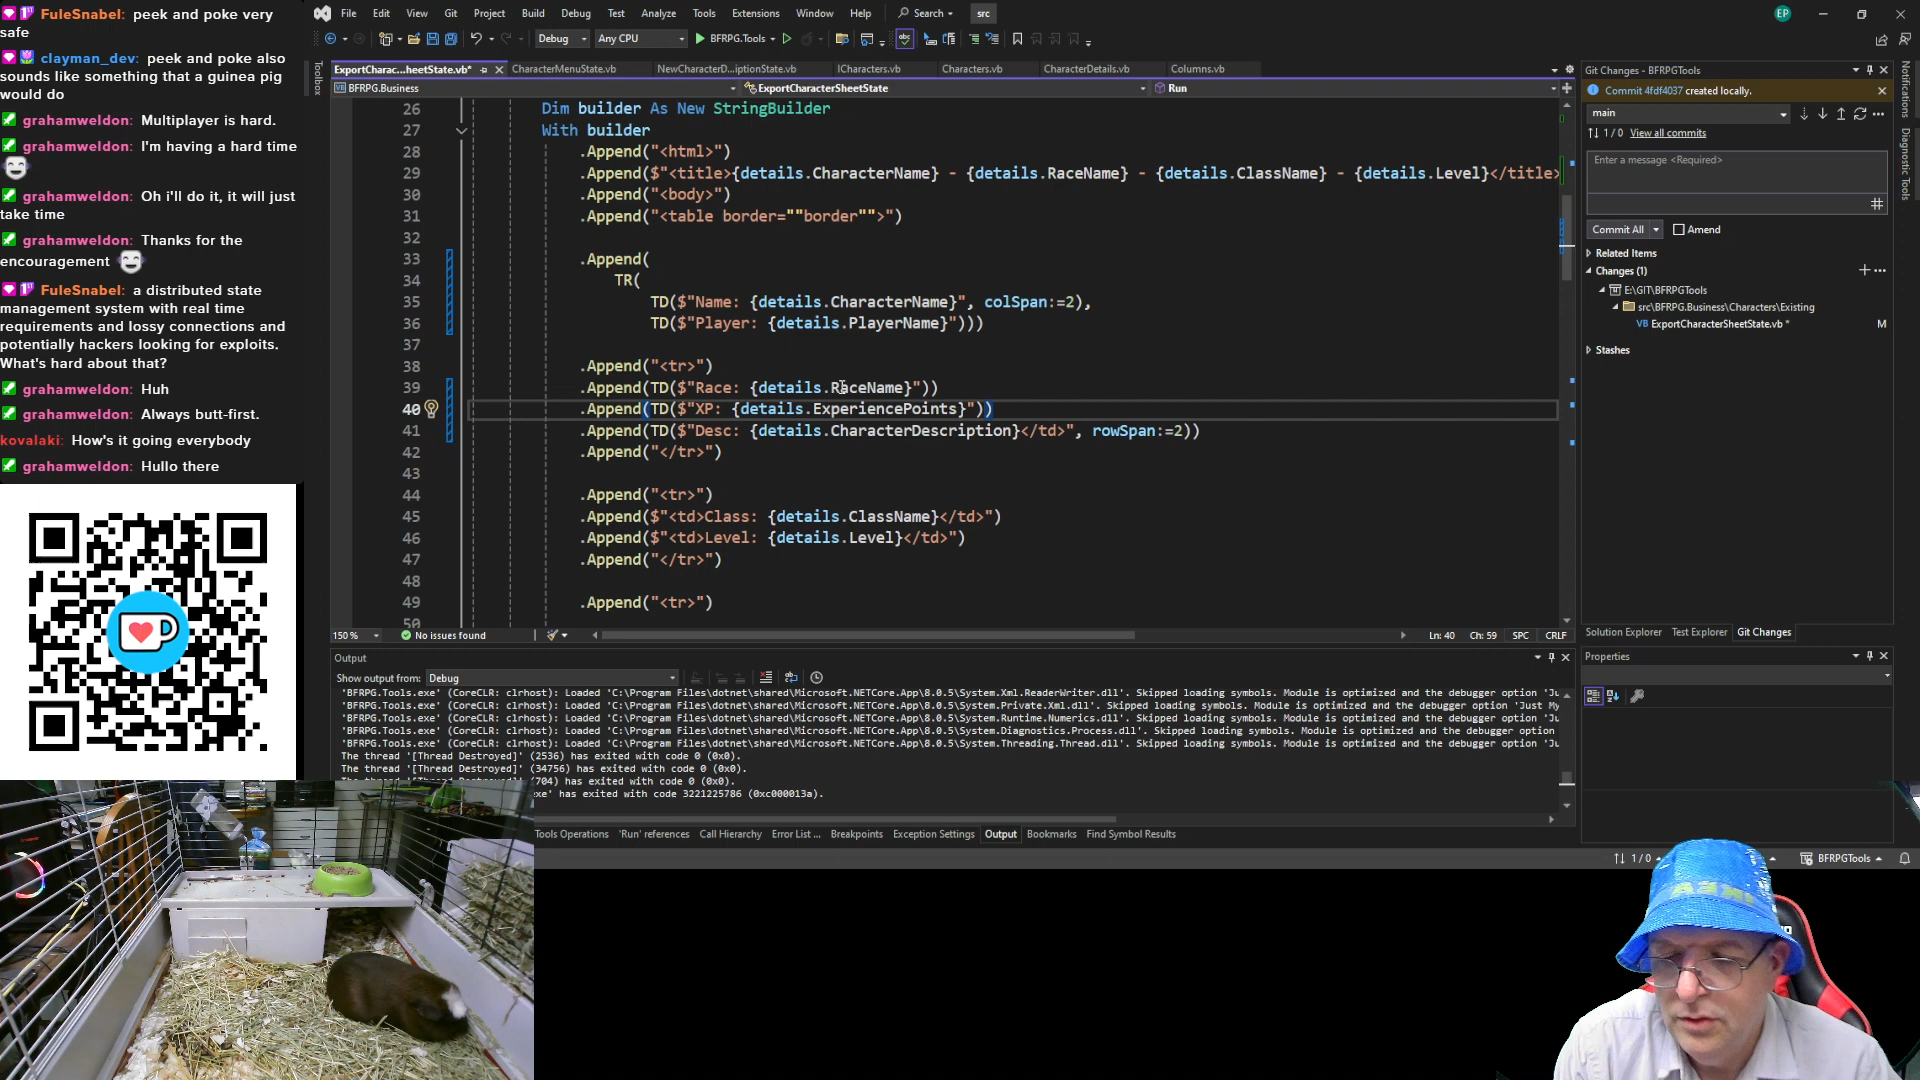 FuleSnabel: peek and poke very
safe
clayman_dev: peek and poke also
sounds like something that a guinea pig
would do
grahamweldon: Multiplayer is hard.
grahamweldon: I'm having a hard time
grahamweldon: Oh i'll do it, it will just
take time
grahamweldon: Thanks for the
encouragement
FuleSnabel: a distributed state
management system with real time
requirements and lossy connections and
potentially hackers looking for exploits.
What's hard about that?
grahamweldon: Huh
grahamweldon: Always butt-first.
kovalaki: How's it going everybody
grahamweldon: Hullo there
File Edit View Git Project Build Debug Test Analyze Tools Extensions Window Help Search src EP
Debug Any CPU BFRPG.Tools
Toolbox
ExportCharac...heetState.vb* CharacterMenuState.vb NewCharacterD...iptionState.vb ICharacters.vb Characters.vb CharacterDetails.vb Columns.vb
BFRPG.Business ExportCharacterSheetState Run
26 Dim builder As New StringBuilder
27 With builder
28 .Append("<html>")
29 .Append($"<title>{details.CharacterName} - {details.RaceName} - {details.ClassName} - {details.Level}</title>
30 .Append("<body>")
31 .Append("<table border=""border"">")
32
33 .Append(
34 TR(
35 TD($"Name: {details.CharacterName}", colSpan:=2),
36 TD($"Player: {details.PlayerName}")))
37
38 .Append("<tr>")
39 .Append(TD($"Race: {details.RaceName}"))
40 .Append(TD($"XP: {details.ExperiencePoints}"))
41 .Append(TD($"Desc: {details.CharacterDescription}</td>", rowSpan:=2))
42 .Append("</tr>")
43
44 .Append("<tr>")
45 .Append($"<td>Class: {details.ClassName}</td>")
46 .Append($"<td>Level: {details.Level}</td>")
47 .Append("</tr>")
48
49 .Append("<tr>")
50
150 % No issues found Ln: 40 Ch: 59 SPC CRLF
Output
Show output from: Debug
'BFRPG.Tools.exe' (CoreCLR: clrhost): Loaded 'C:\Program Files\dotnet\shared\Microsoft.NETCore.App\8.0.5\System.Xml.ReaderWriter.dll'. Skipped loading symbols. Module is optimized and the debugger option 'Ju
'BFRPG.Tools.exe' (CoreCLR: clrhost): Loaded 'C:\Program Files\dotnet\shared\Microsoft.NETCore.App\8.0.5\System.Private.Xml.dll'. Skipped loading symbols. Module is optimized and the debugger option 'Just My
'BFRPG.Tools.exe' (CoreCLR: clrhost): Loaded 'C:\Program Files\dotnet\shared\Microsoft.NETCore.App\8.0.5\System.Runtime.Numerics.dll'. Skipped loading symbols. Module is optimized and the debugger option 'Ju
'BFRPG.Tools.exe' (CoreCLR: clrhost): Loaded 'C:\Program Files\dotnet\shared\Microsoft.NETCore.App\8.0.5\System.Diagnostics.Process.dll'. Skipped loading symbols. Module is optimized and the debugger option
'BFRPG.Tools.exe' (CoreCLR: clrhost): Loaded 'C:\Program Files\dotnet\shared\Microsoft.NETCore.App\8.0.5\System.Threading.Thread.dll'. Skipped loading symbols. Module is optimized and the debugger option 'Ju
The thread '[Thread Destroyed]' (2536) has exited with code 0 (0x0).
The thread '[Thread Destroyed]' (34756) has exited with code 0 (0x0).
(704) has exited with code 0 (0x0).
exe' has exited with code 3221225786 (0xc000013a).
Tools Operations 'Run' references Call Hierarchy Error List ... Breakpoints Exception Settings Output Bookmarks Find Symbol Results
Git Changes - BFRPGTools
Commit 4fdf4037 created locally.
main
1 / 0 View all commits
Enter a message <Required>
Commit All Amend
Related Items
Changes (1)
E:\GIT\BFRPGTools
src\BFRPG.Business\Characters\Existing
VB ExportCharacterSheetState.vb * M
Stashes
Solution Explorer Test Explorer Git Changes
Properties
Notifications
Diagnostic Tools
1 / 0 BFRPGTools
IKEA